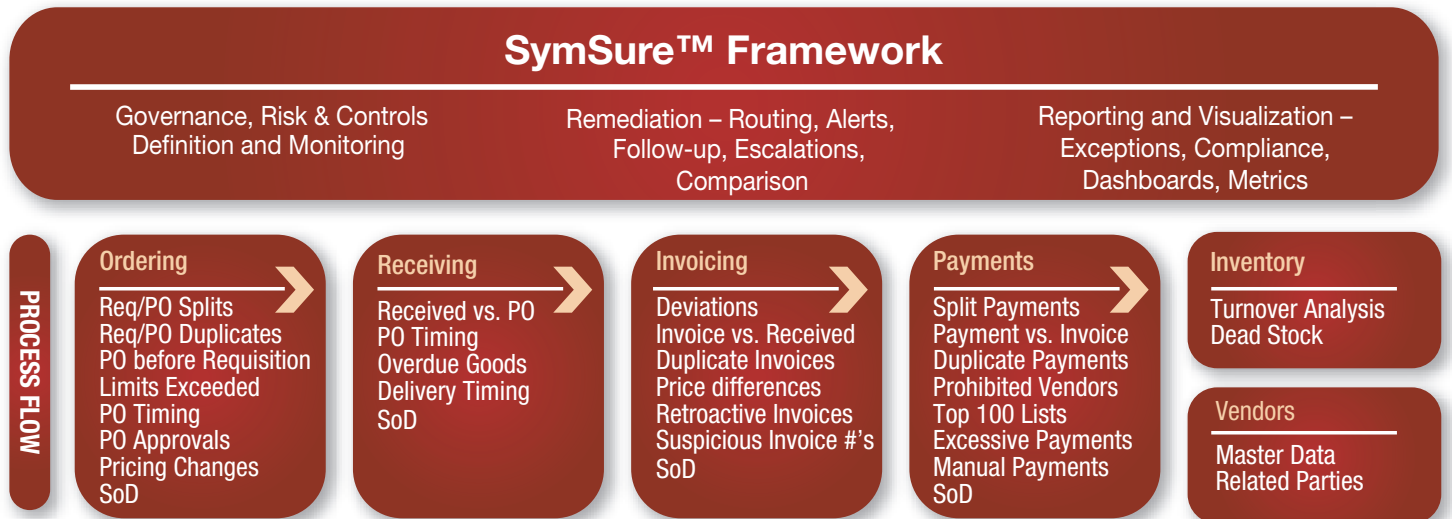 SymSure™ Framework
Governance, Risk & Controls
Definition and Monitoring
Remediation – Routing, Alerts,
Follow-up, Escalations,
Comparison
Reporting and Visualization –
Exceptions, Compliance,
Dashboards, Metrics
PROCESS FLOW
Ordering
Req/PO Splits
Req/PO Duplicates
PO before Requisition
Limits Exceeded
PO Timing
PO Approvals
Pricing Changes
SoD
Receiving
Received vs. PO
PO Timing
Overdue Goods
Delivery Timing
SoD
Invoicing
Deviations
Invoice vs. Received
Duplicate Invoices
Price differences
Retroactive Invoices
Suspicious Invoice #'s
SoD
Payments
Split Payments
Payment vs. Invoice
Duplicate Payments
Prohibited Vendors
Top 100 Lists
Excessive Payments
Manual Payments
SoD
Inventory
Turnover Analysis
Dead Stock
Vendors
Master Data
Related Parties